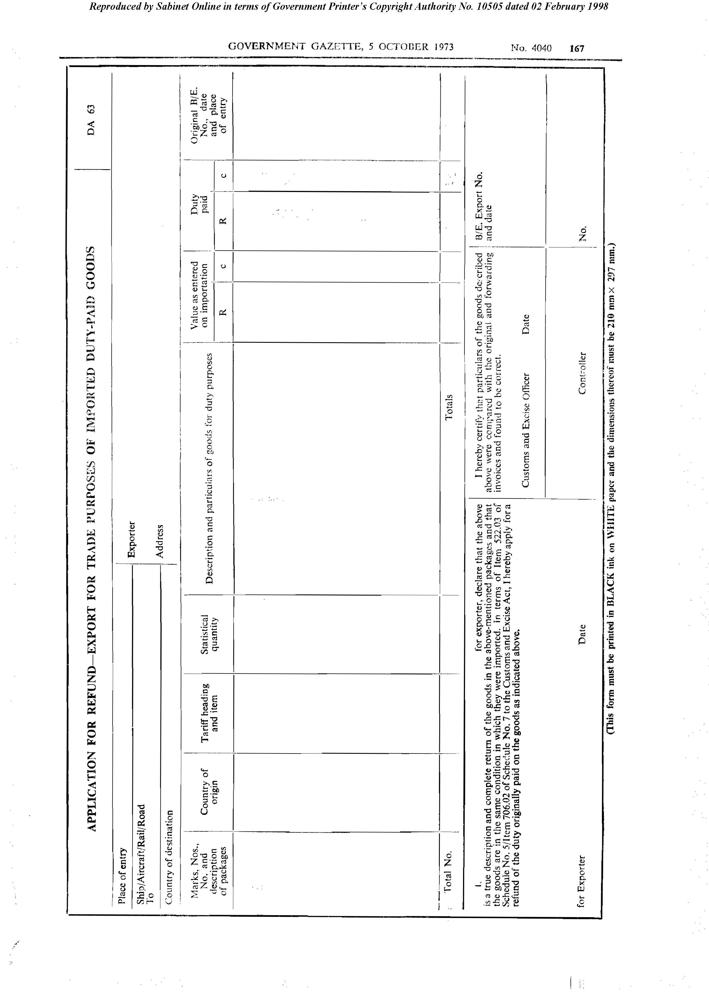 Reproduced by Sabinet Online in terms of Government Printer's Copyright Authority No. 10505 dated 02 February 1998
GOVERNMENT GAZETTE, 5 OCTOBER 1973 No. 4040 167
APPLICATION FOR REFUND—EXPORT FOR TRADE PURPOSES OF IMPORTED DUTY-PAID GOODS
DA 63
Place of entry
Ship/Aircraft/Rail/Road
To
Country of destination
Exporter
Address
Marks, Nos.,
No. and
description
of packages
Country of
origin
Tariff heading
and item
Statistical
quantity
Description and particulars of goods for duty purposes
Value as entered
on importation
R c
Duty
paid
R c
Original B/E.
No., date
and place
of entry
Total No.
Totals
I, for exporter, declare that the above
is a true description and complete return of the goods in the above-mentioned packages and that
the goods are in the same condition in which they were imported. In terms of Item 522.03 of
Schedule No. 5/Item 706.02 of Schedule No. 7 to the Customs and Excise Act, I hereby apply for a
refund of the duty originally paid on the goods as indicated above.
for Exporter Date
I hereby certify that particulars of the goods described
above were compared with the original and forwarding
invoices and found to be correct.
Customs and Excise Officer Date
B/E. Export No.
and date
Controller
No.
(This form must be printed in BLACK ink on WHITE paper and the dimensions thereof must be 210 mm × 297 mm.)